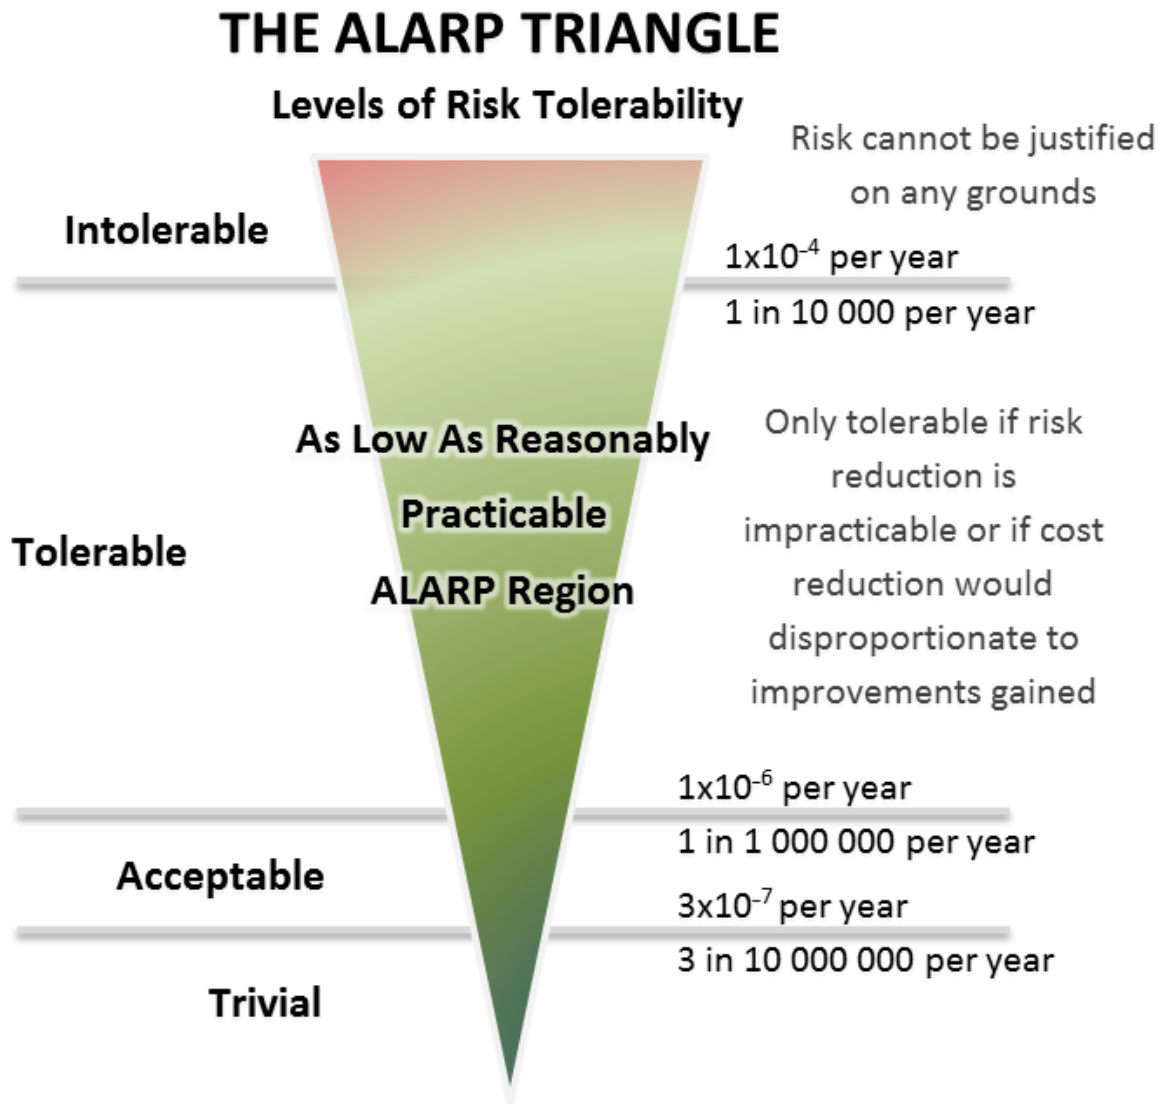 THE ALARP TRIANGLE
Levels of Risk Tolerability
Risk cannot be justified
on any grounds
Intolerable
1x10⁻⁴ per year
1 in 10 000 per year
As Low As Reasonably
Practicable
ALARP Region
Only tolerable if risk
reduction is
impracticable or if cost
reduction would
disproportionate to
improvements gained
Tolerable
1x10⁻⁶ per year
1 in 1 000 000 per year
Acceptable
3x10⁻⁷ per year
3 in 10 000 000 per year
Trivial